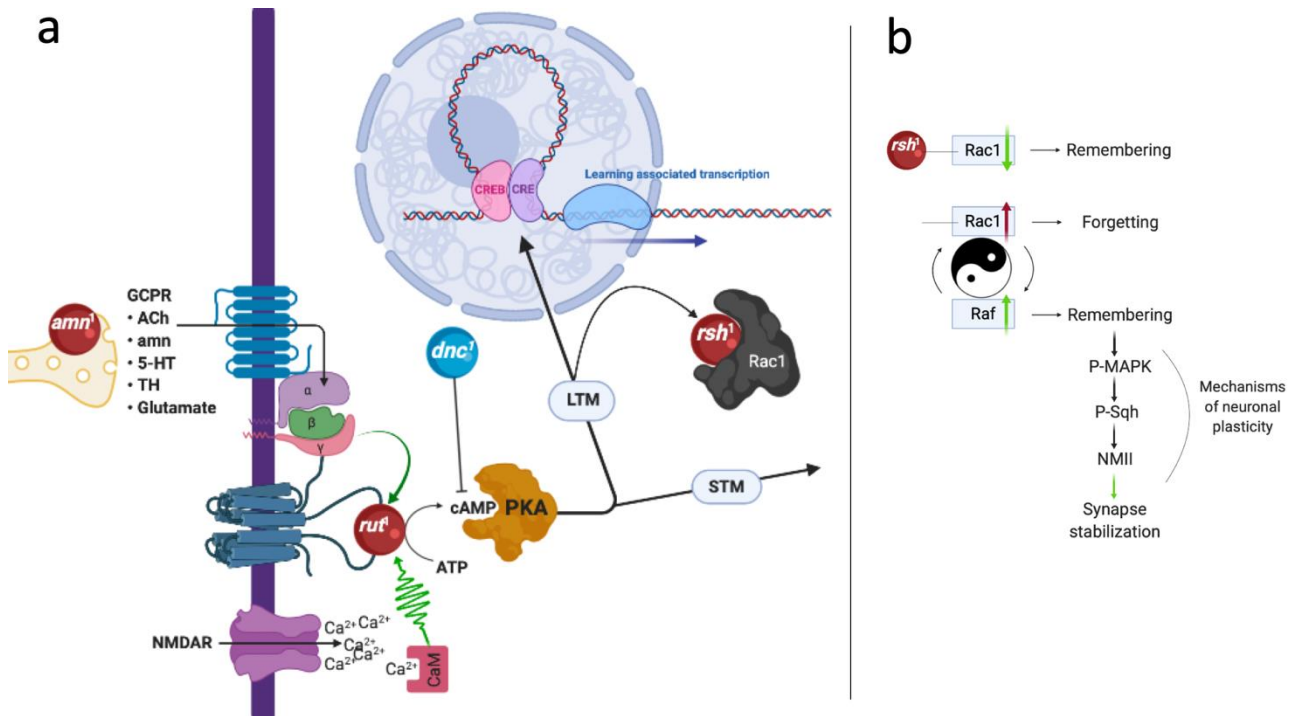 a
GCPR
• ACh
• amn
• 5-HT
• TH
• Glutamate
amn¹
α
β
γ
rut¹
dnc¹
cAMP
PKA
ATP
NMDAR
Ca²⁺Ca²⁺
Ca²⁺
Ca²⁺Ca²⁺
Ca²⁺
CaM
CREB
CRE
Learning associated transcription
LTM
STM
rsh¹
Rac1
b
rsh¹
Rac1
Remembering
Rac1
Forgetting
Raf
Remembering
P-MAPK
P-Sqh
NMII
Synapse
stabilization
Mechanisms
of neuronal
plasticity